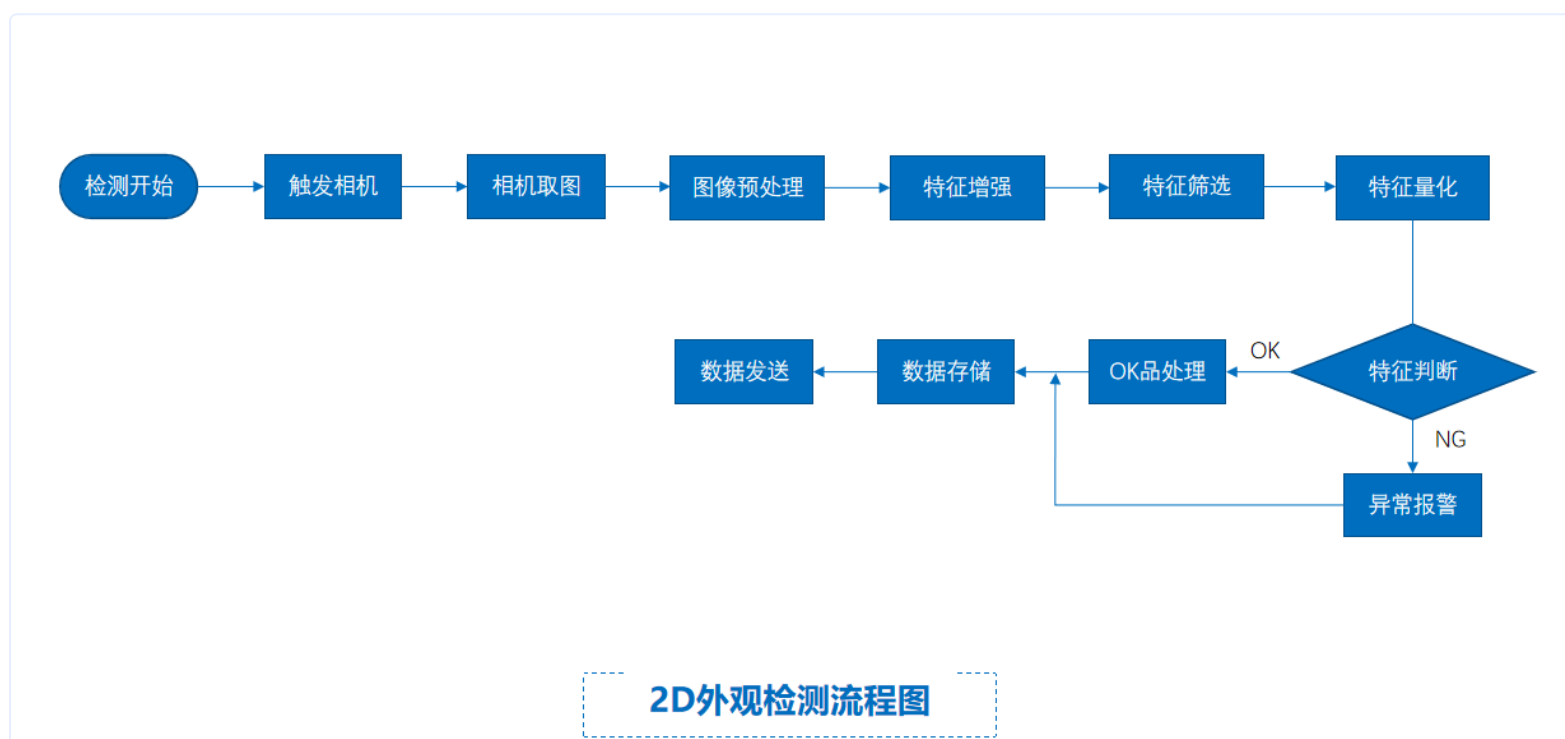 检测开始
触发相机
相机取图
图像预处理
特征增强
特征筛选
特征量化
数据发送
数据存储
OK品处理
OK
特征判断
NG
异常报警
2D外观检测流程图